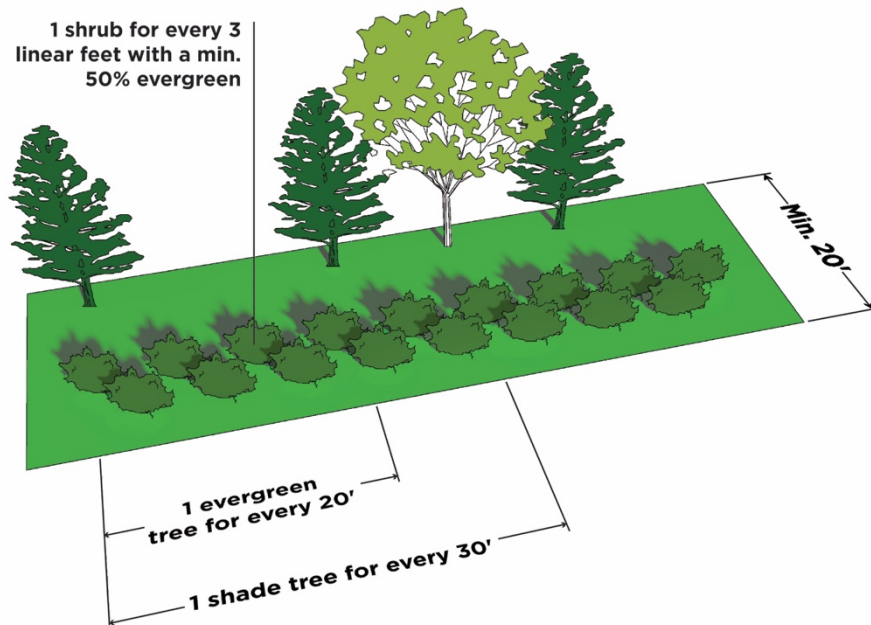 1 shrub for every 3
linear feet with a min.
50% evergreen
Min. 20'
1 evergreen
tree for every 20'
1 shade tree for every 30'